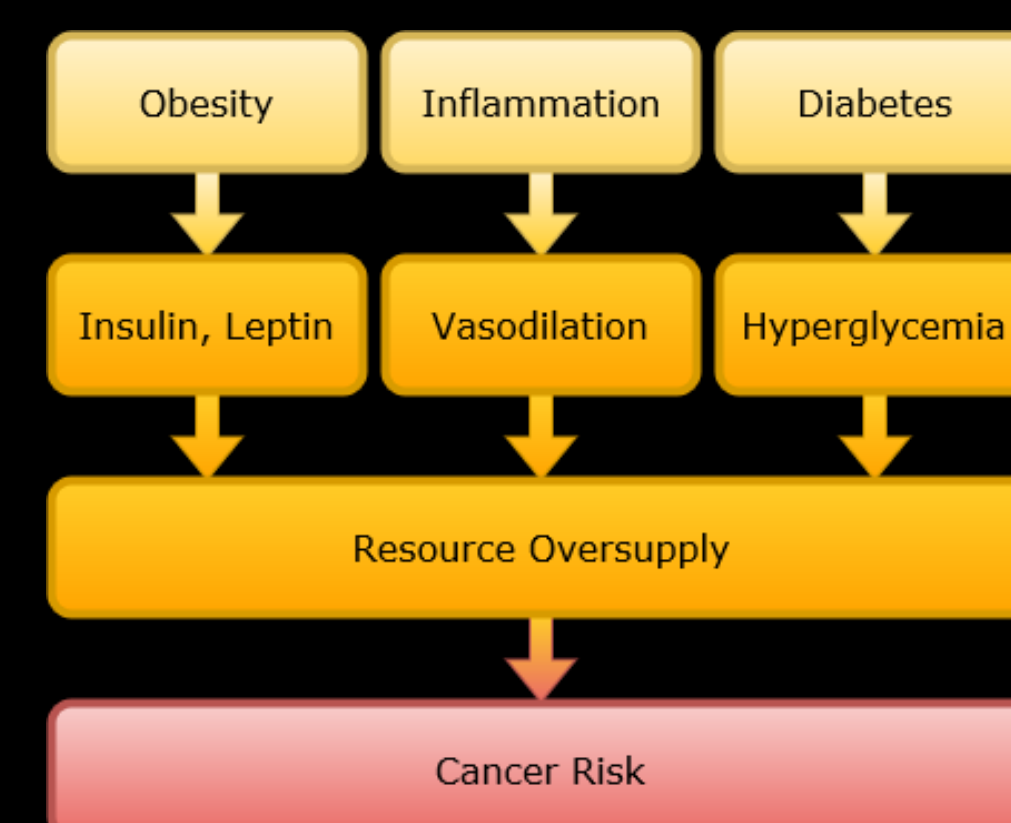 Obesity
Inflammation
Diabetes
Insulin, Leptin
Vasodilation
Hyperglycemia
Resource Oversupply
Cancer Risk